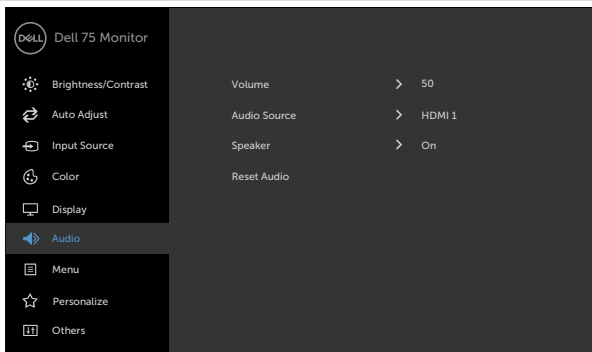 DELL Dell 75 Monitor
Brightness/Contrast
Auto Adjust
Input Source
Color
Display
Audio
Menu
Personalize
Others
Volume > 50
Audio Source > HDMI 1
Speaker > On
Reset Audio